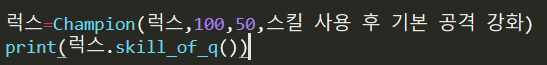 럭스=Champion(럭스,100,50,스킬 사용 후 기본 공격 강화)
print(럭스.skill_of_q())